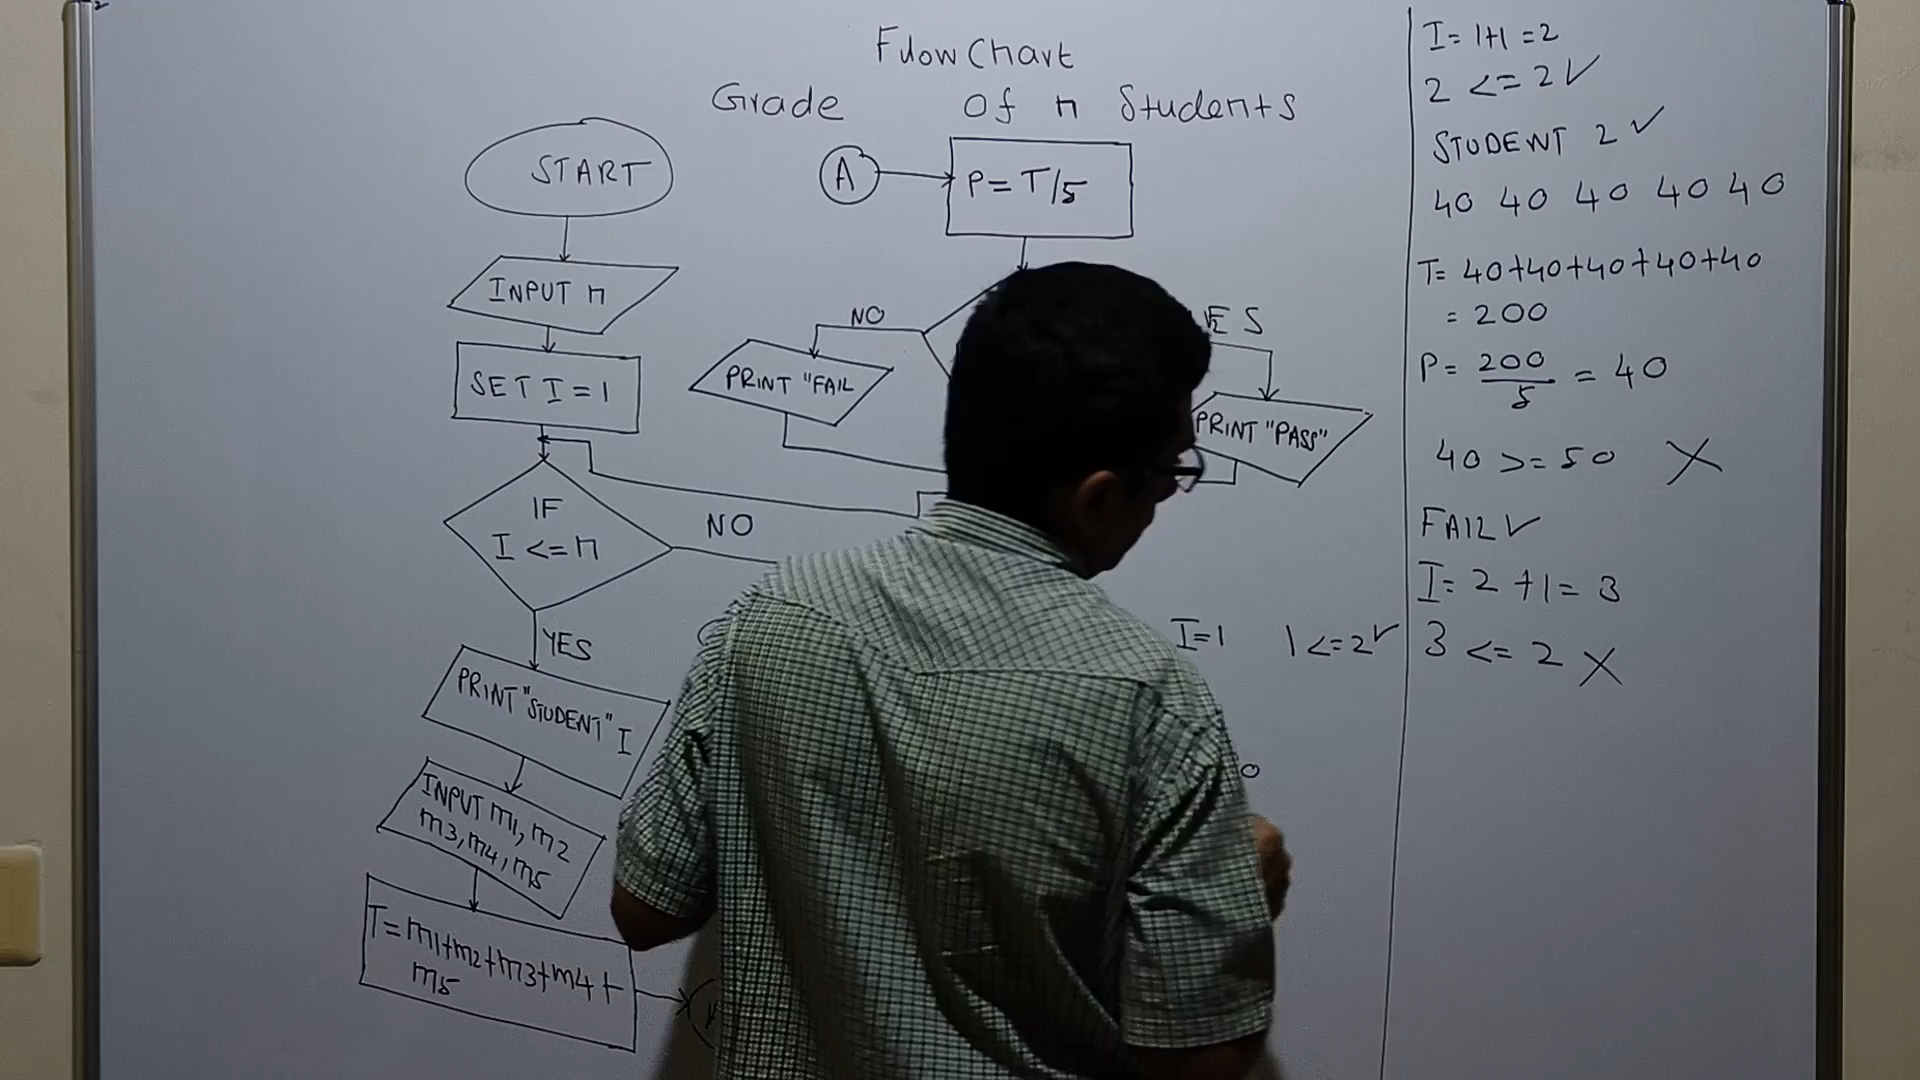 Flow Chart
Grade Of n Students
START
INPUT n
SET I = 1
IF
I <= n
NO
YES
PRINT "STUDENT" I
INPUT m1, m2
m3, m4, m5
T = m1+m2+m3+m4+
m5
A
P = T/5
NO
PRINT "FAIL
ES
PRINT "PASS"
I=1 1<=2✓
0
I= 1+1 =2
2 <= 2 ✓
STUDENT 2 ✓
40 40 40 40 40
T= 40+40+40+40+40
= 200
P= 200/5 = 40
40 >= 50 X
FAIL ✓
I= 2 +1= 3
3 <= 2 X